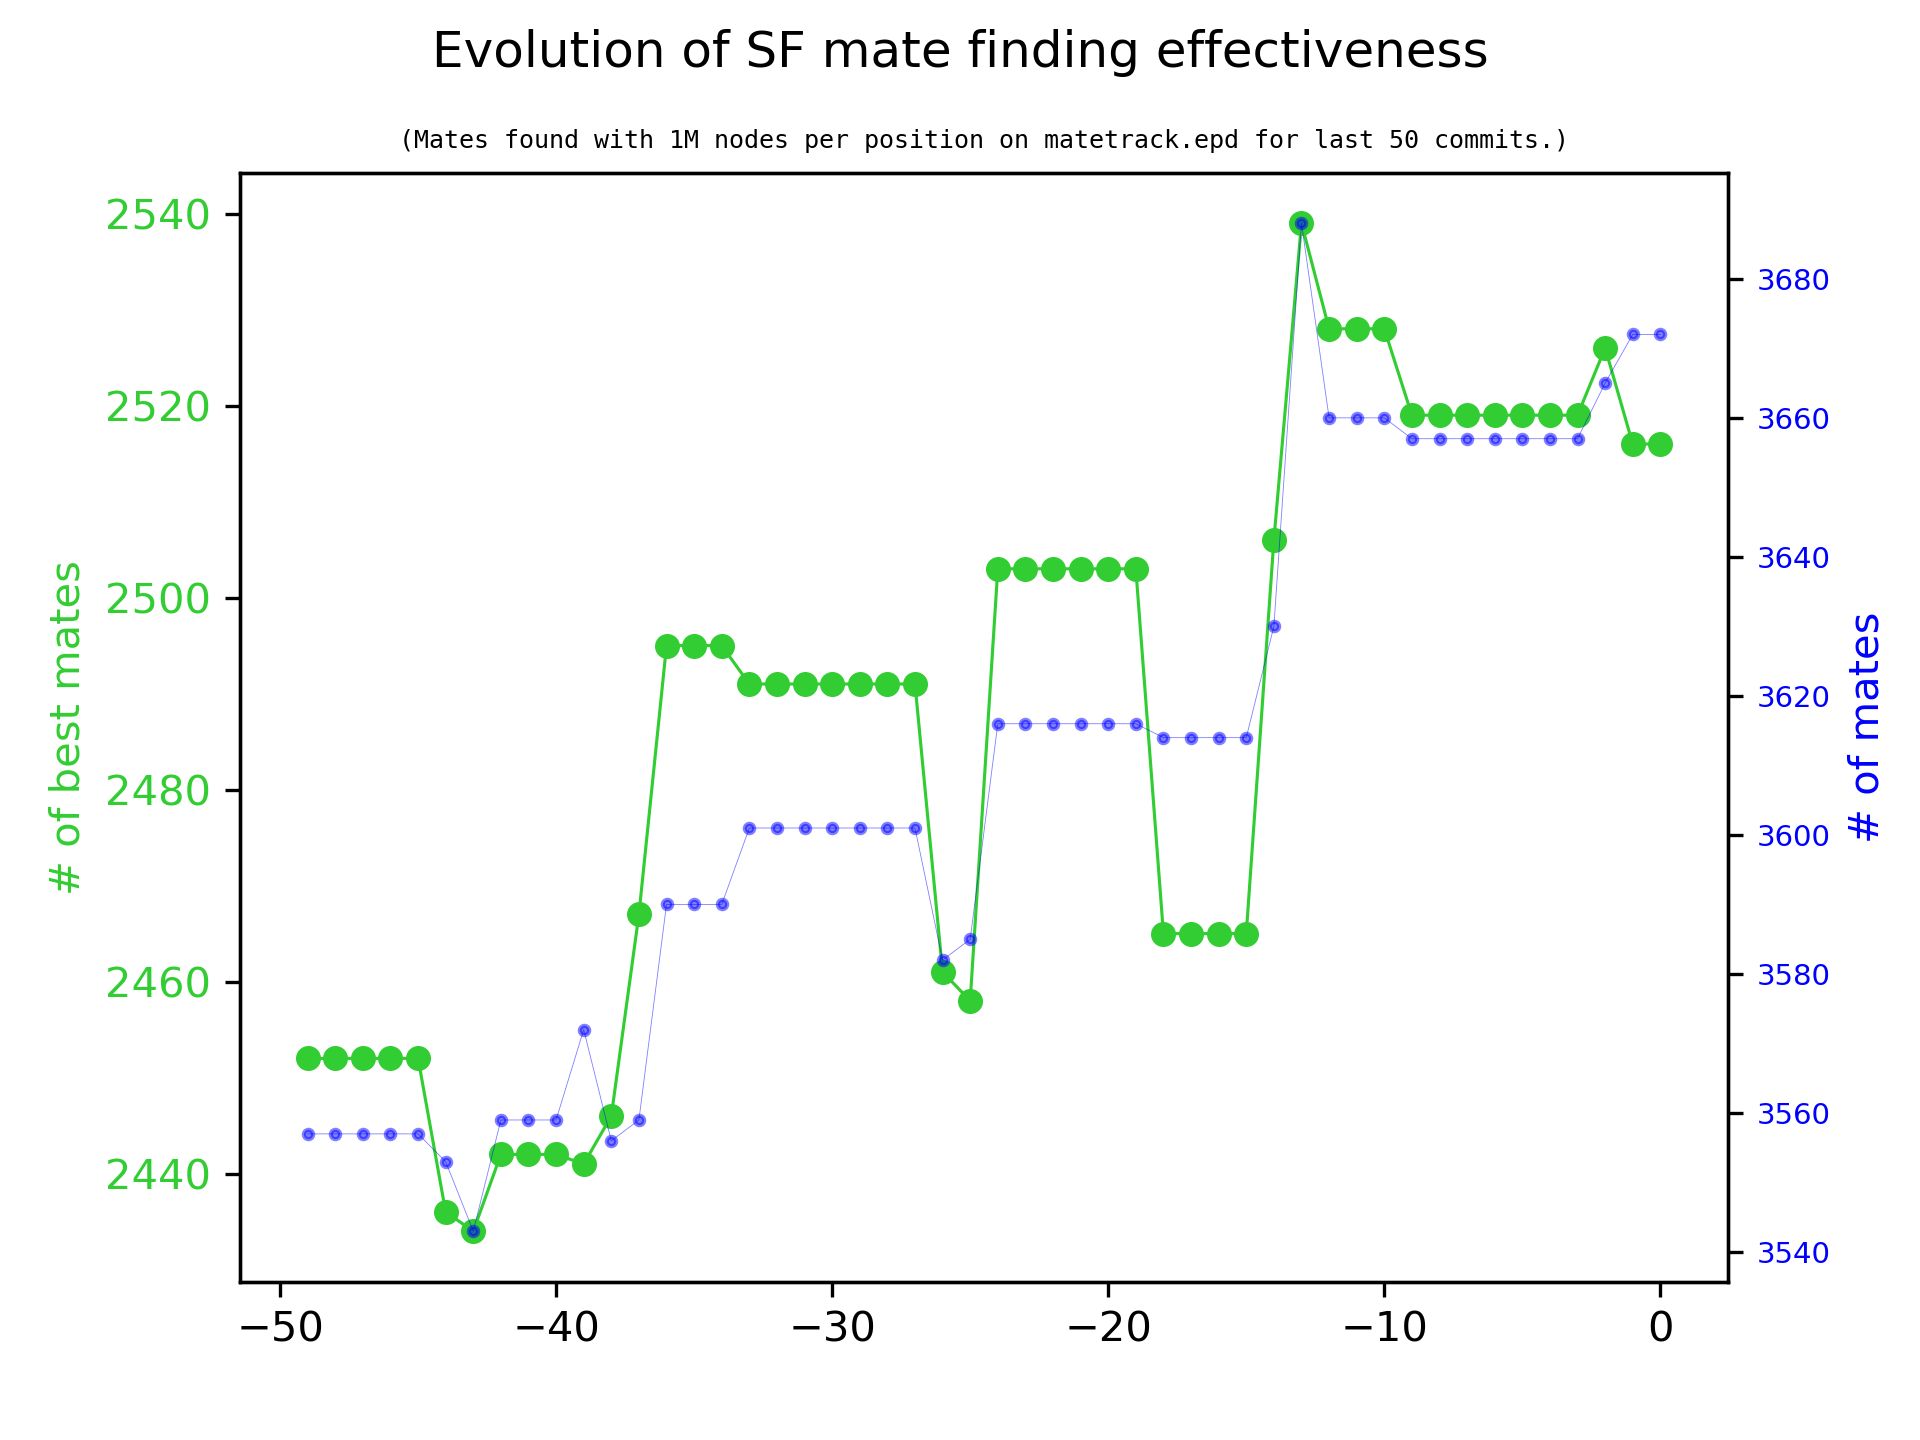 Evolution of SF mate finding effectiveness
(Mates found with 1M nodes per position on matetrack.epd for last 50 commits.)
# of best mates
2540
2520
2500
2480
2460
2440
3680
3660
3640
3620
3600
3580
3560
3540
# of mates
−50 −40 −30 −20 −10 0